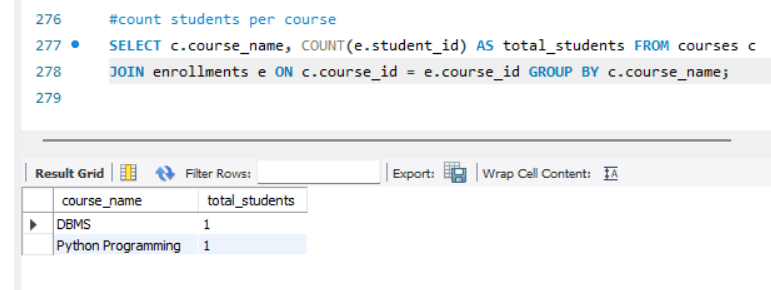 276 #count students per course
277 SELECT c.course_name, COUNT(e.student_id) AS total_students FROM courses c
278 JOIN enrollments e ON c.course_id = e.course_id GROUP BY c.course_name;
279
Result Grid Filter Rows: Export: Wrap Cell Content: IA
course_name total_students
DBMS 1
Python Programming 1